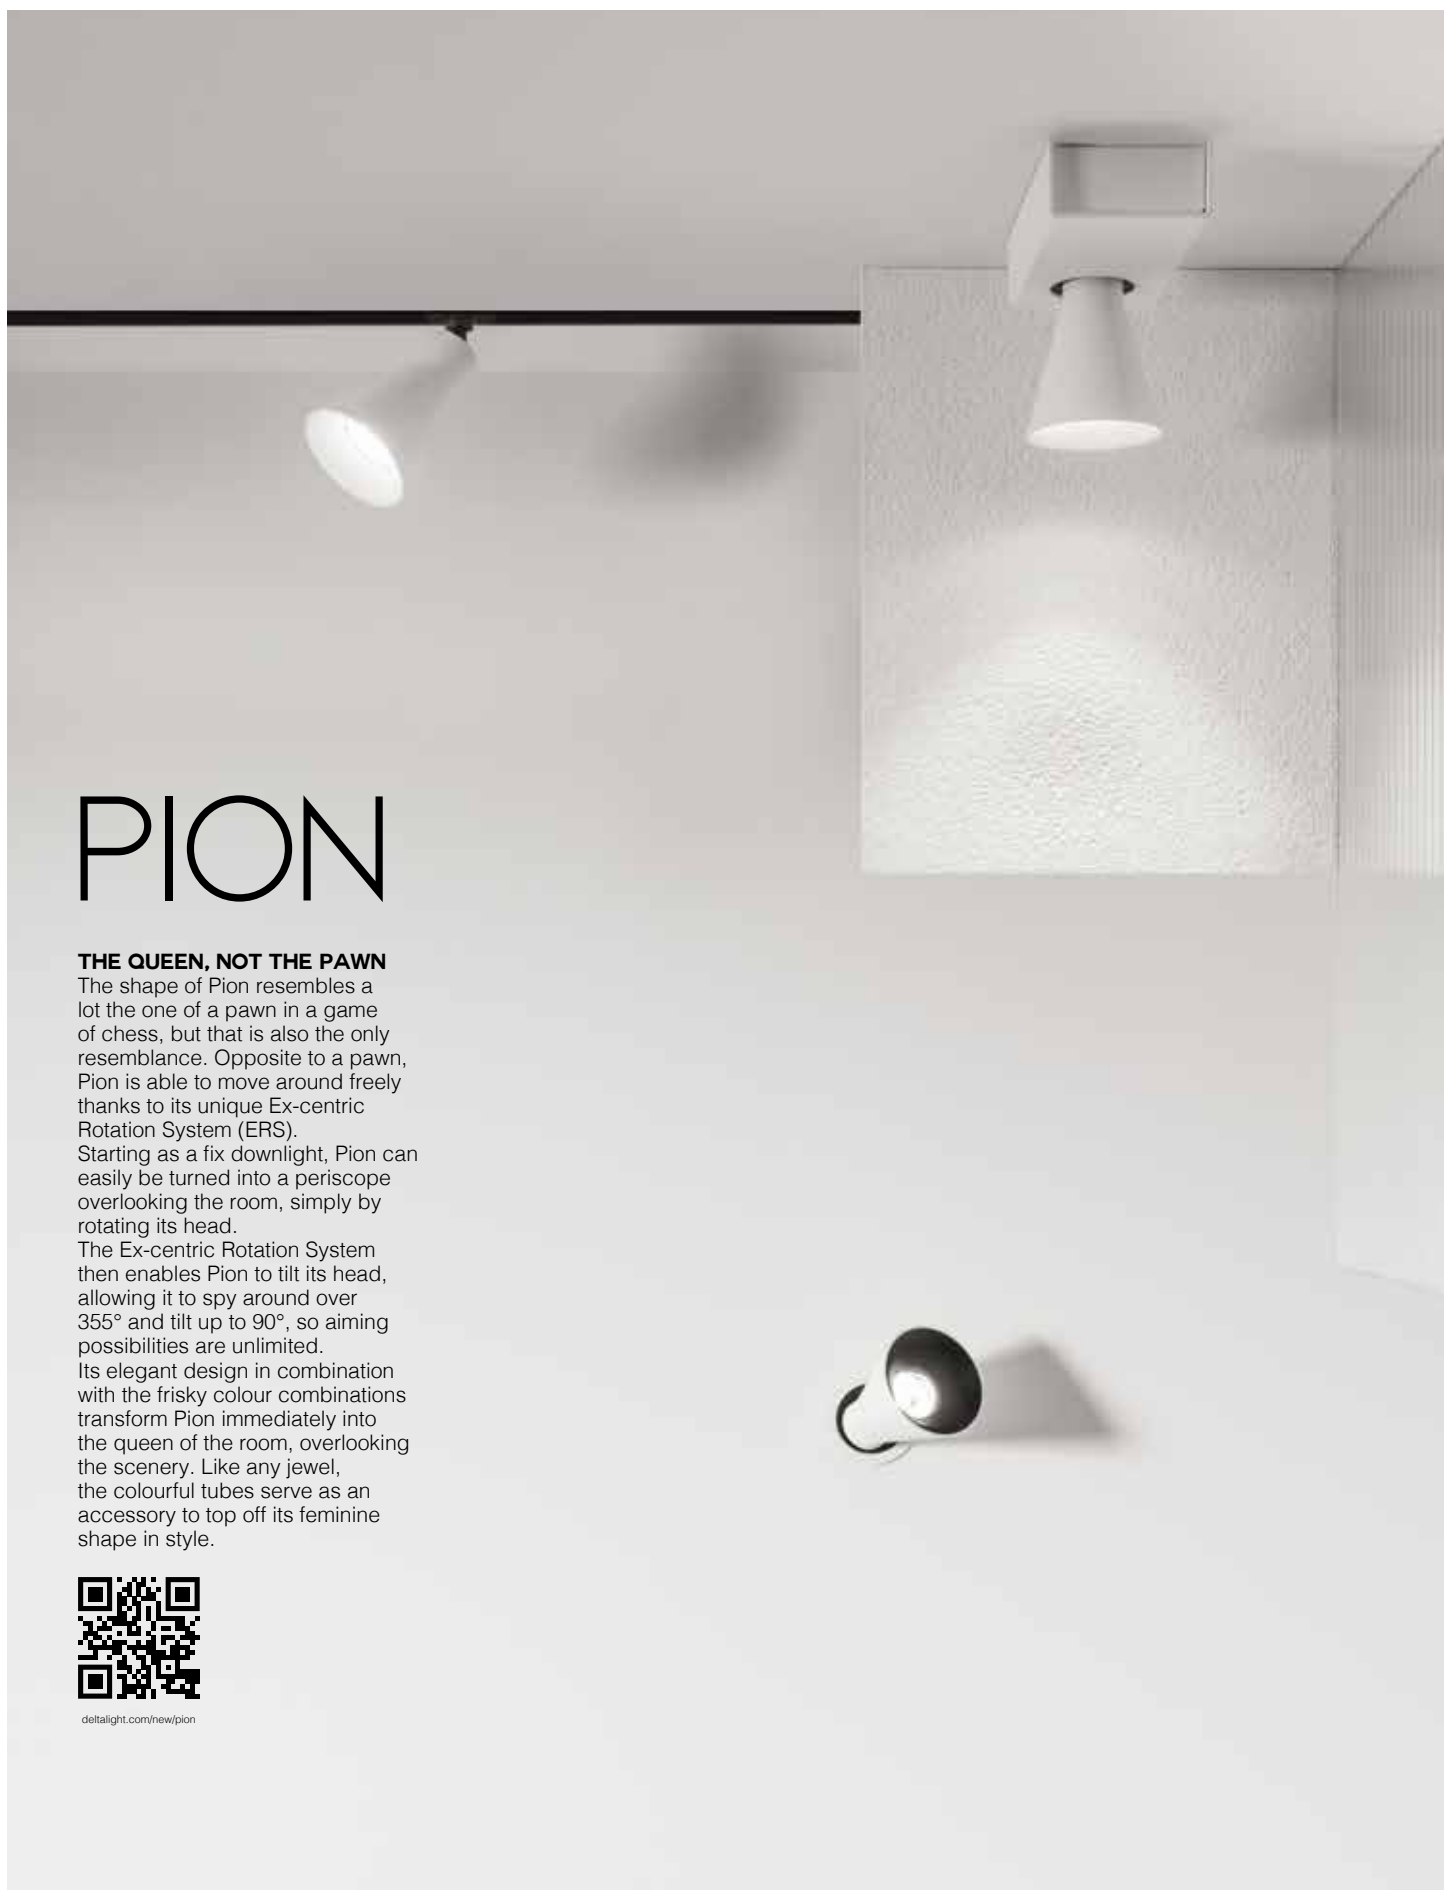 PION
THE QUEEN, NOT THE PAWN
The shape of Pion resembles a
lot the one of a pawn in a game
of chess, but that is also the only
resemblance. Opposite to a pawn,
Pion is able to move around freely
thanks to its unique Ex-centric
Rotation System (ERS).
Starting as a fix downlight, Pion can
easily be turned into a periscope
overlooking the room, simply by
rotating its head.
The Ex-centric Rotation System
then enables Pion to tilt its head,
allowing it to spy around over
355° and tilt up to 90°, so aiming
possibilities are unlimited.
Its elegant design in combination
with the frisky colour combinations
transform Pion immediately into
the queen of the room, overlooking
the scenery. Like any jewel,
the colourful tubes serve as an
accessory to top off its feminine
shape in style.
deltalight.com/new/pion